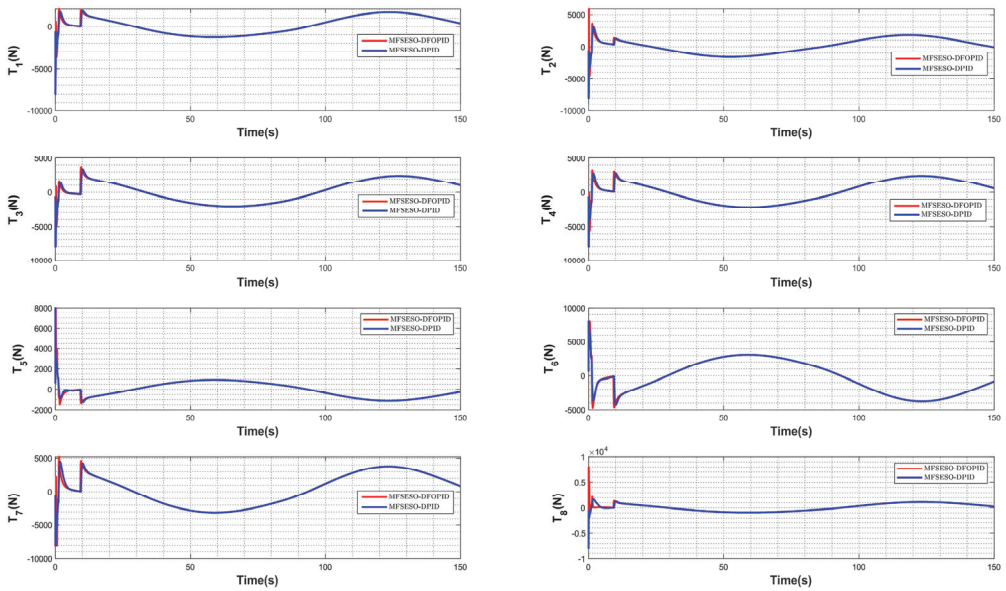 T1(N)
0
-5000
-10000
MFSESO-DFOPID
MFSESO-DPID
0 50 100 150
Time(s)
T2(N)
5000
0
-5000
-10000
MFSESO-DFOPID
MFSESO-DPID
0 50 100 150
Time(s)
T3(N)
5000
0
-5000
-10000
MFSESO-DFOPID
MFSESO-DPID
0 50 100 150
Time(s)
T4(N)
5000
0
-5000
-10000
MFSESO-DFOPID
MFSESO-DPID
0 50 100 150
Time(s)
T5(N)
8000
6000
4000
2000
0
-2000
MFSESO-DFOPID
MFSESO-DPID
0 50 100 150
Time(s)
T6(N)
10000
5000
0
-5000
MFSESO-DFOPID
MFSESO-DPID
0 50 100 150
Time(s)
T7(N)
5000
0
-5000
-10000
MFSESO-DFOPID
MFSESO-DPID
0 50 100 150
Time(s)
×10^4
T8(N)
1
0.5
0
-0.5
-1
MFSESO-DFOPID
MFSESO-DPID
0 50 100 150
Time(s)